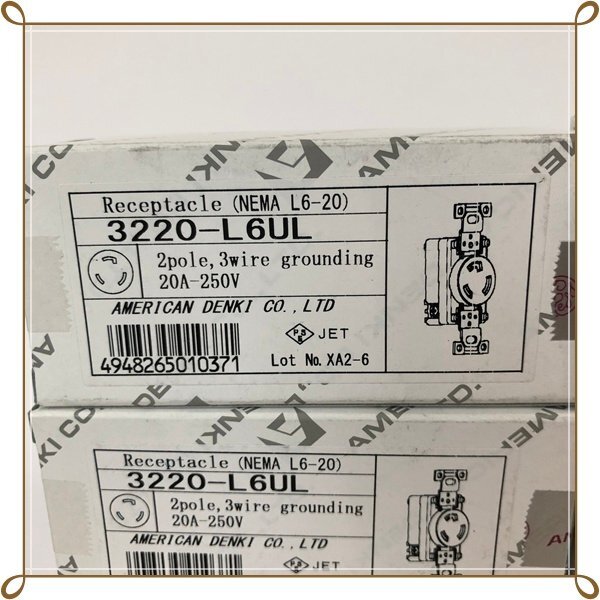 Receptacle (NEMA L6-20)
3220-L6UL
2pole, 3wire grounding
20A-250V
AMERICAN DENKI CO., LTD
PS
E
JET
4948265010371
Lot No. XA2-6
Receptacle (NEMA L6-20)
3220-L6UL
2pole, 3wire grounding
20A-250V
AMERICAN DENKI CO., LTD
JET